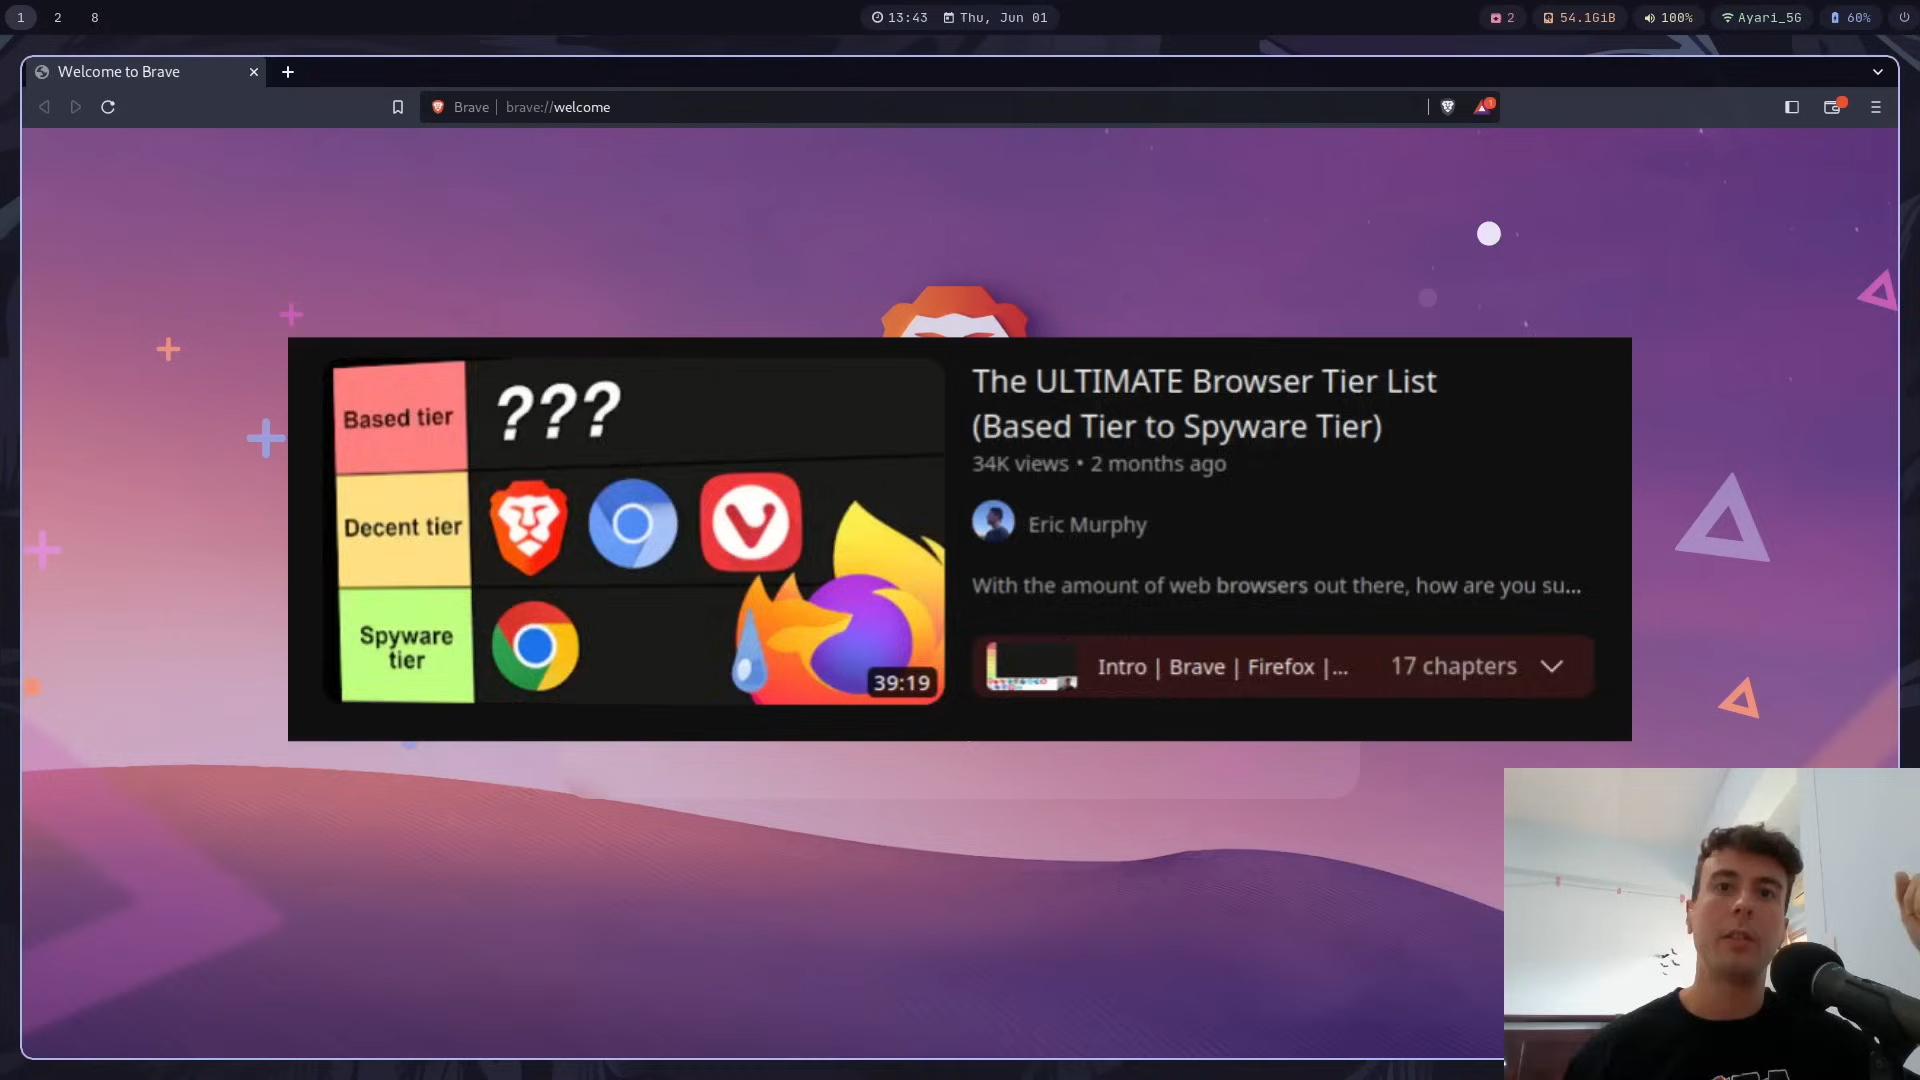 1 2 8
13:43 Thu, Jun 01
2 54.1GiB 100% Ayari_5G 60%
Welcome to Brave
Brave | brave://welcome
1
Based tier
???
Decent tier
Spyware
tier
39:19
The ULTIMATE Browser Tier List
(Based Tier to Spyware Tier)
34K views • 2 months ago
Eric Murphy
With the amount of web browsers out there, how are you su...
Intro | Brave | Firefox |... 17 chapters